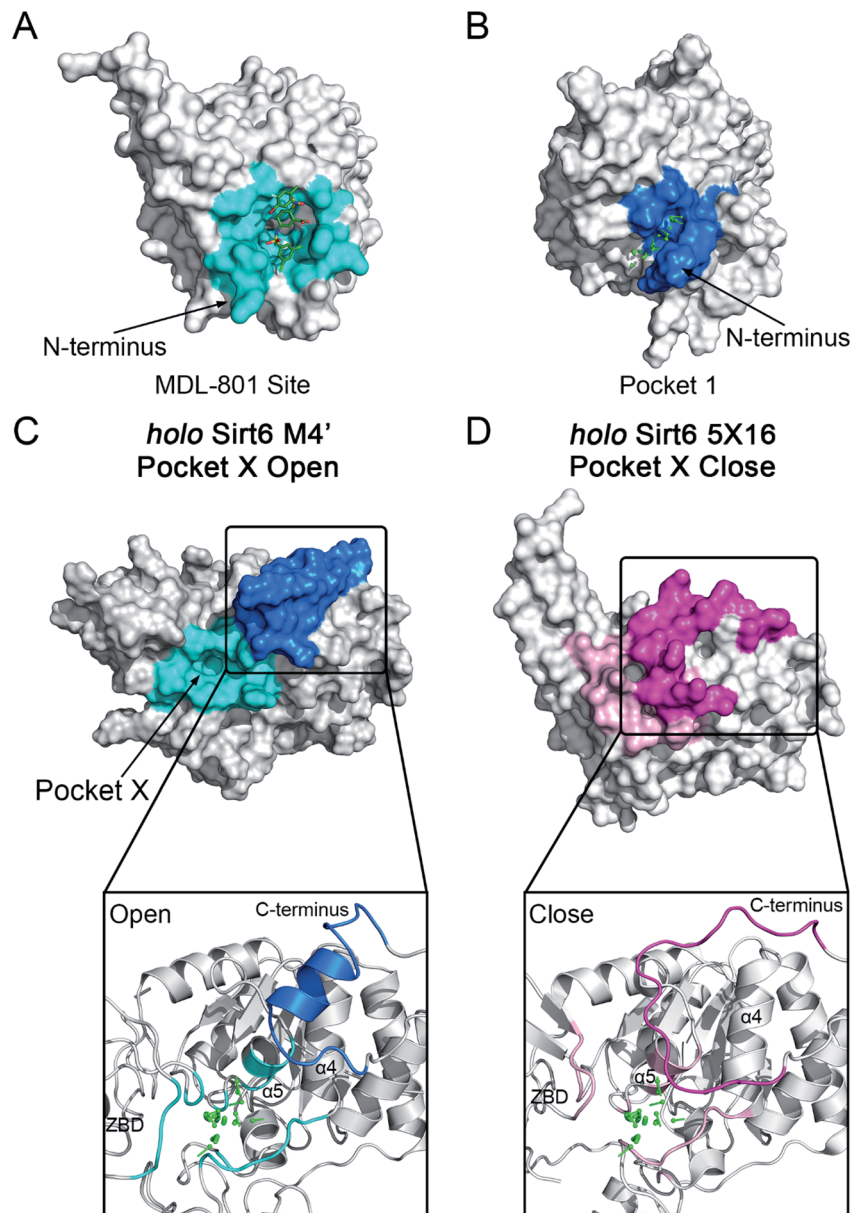 A
B
N-terminus
MDL-801 Site
N-terminus
Pocket 1
C
holo Sirt6 M4’
Pocket X Open
D
holo Sirt6 5X16
Pocket X Close
Pocket X
Open
C-terminus
α4
α5
ZBD
Close
C-terminus
α4
α5
ZBD